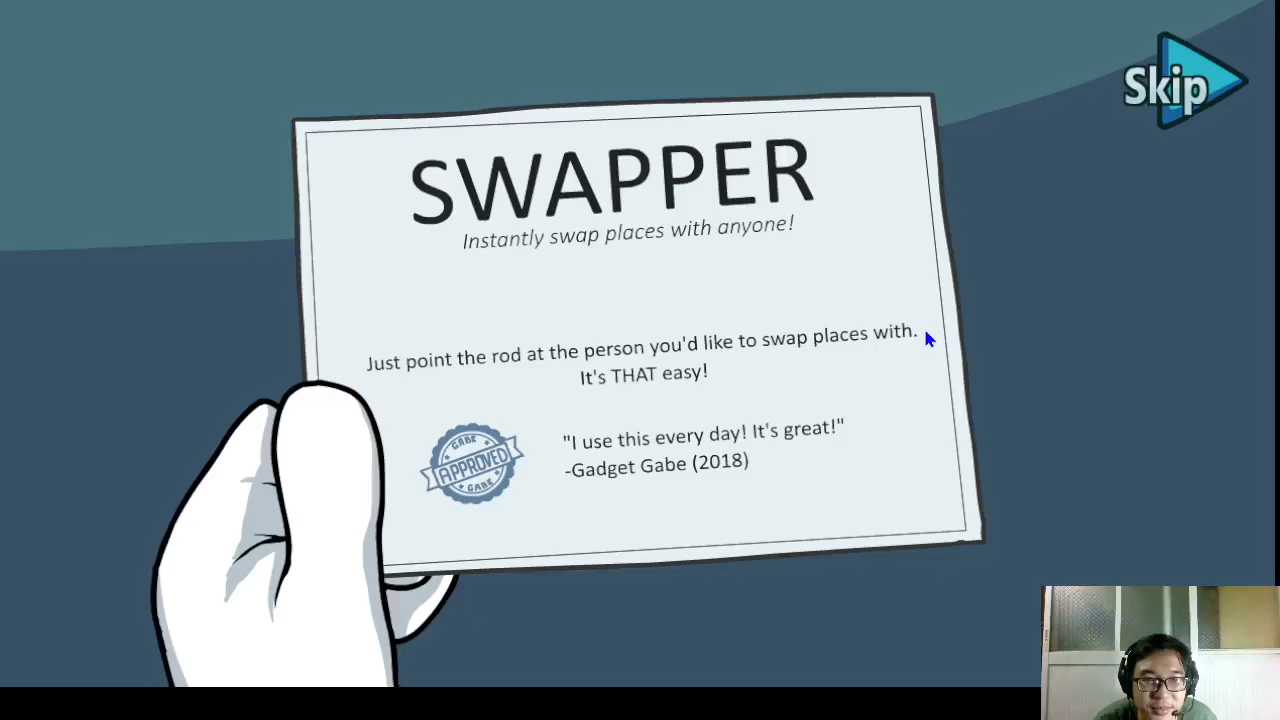 Skip
SWAPPER
Instantly swap places with anyone!
Just point the rod at the person you'd like to swap places with.
It's THAT easy!
GABE
APPROVED
GABE
"I use this every day! It's great!"
-Gadget Gabe (2018)